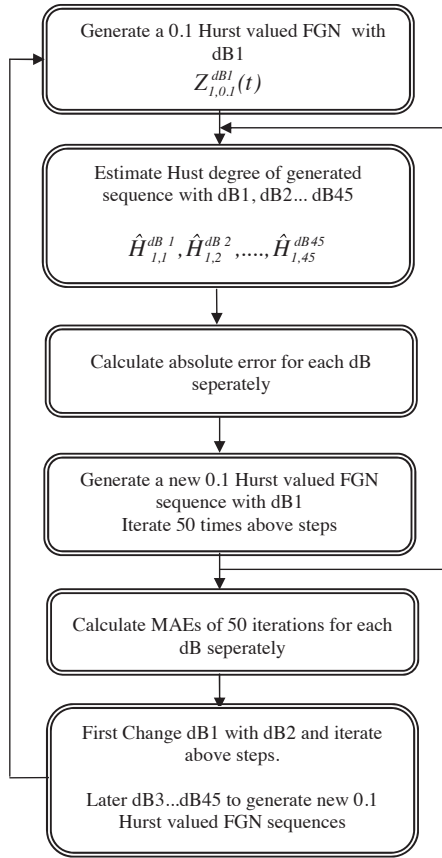 Generate a 0.1 Hurst valued FGN with
dB1
Z_{1,0.1}^{dB1}(t)
Estimate Hust degree of generated
sequence with dB1, dB2... dB45
Ĥ_{1,1}^{dB 1}, Ĥ_{1,2}^{dB 2},...., Ĥ_{1,45}^{dB45}
Calculate absolute error for each dB
seperately
Generate a new 0.1 Hurst valued FGN
sequence with dB1
Iterate 50 times above steps
Calculate MAEs of 50 iterations for each
dB seperately
First Change dB1 with dB2 and iterate
above steps.
Later dB3...dB45 to generate new 0.1
Hurst valued FGN sequences